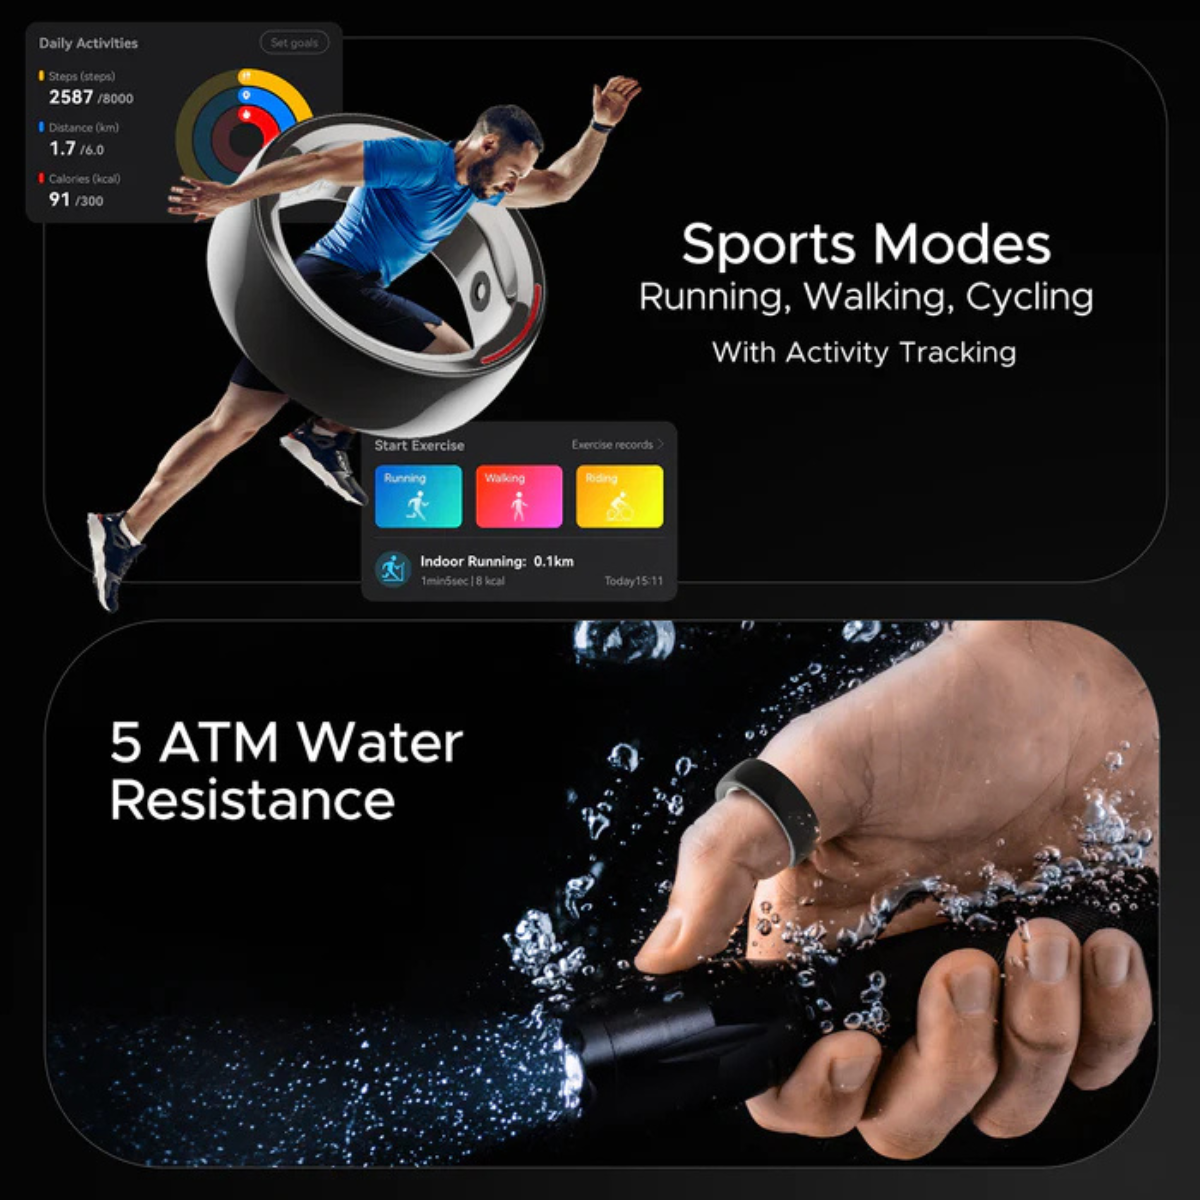 Daily Activities
Set goals
Steps (steps)
2587 /8000
Distance (km)
1.7 /6.0
Calories (kcal)
91 /300
Sports Modes
Running, Walking, Cycling
With Activity Tracking
Start Exercise
Exercise records >
Running
Walking
Riding
Indoor Running: 0.1km
1min5sec | 8 kcal
Today15:11
5 ATM Water
Resistance